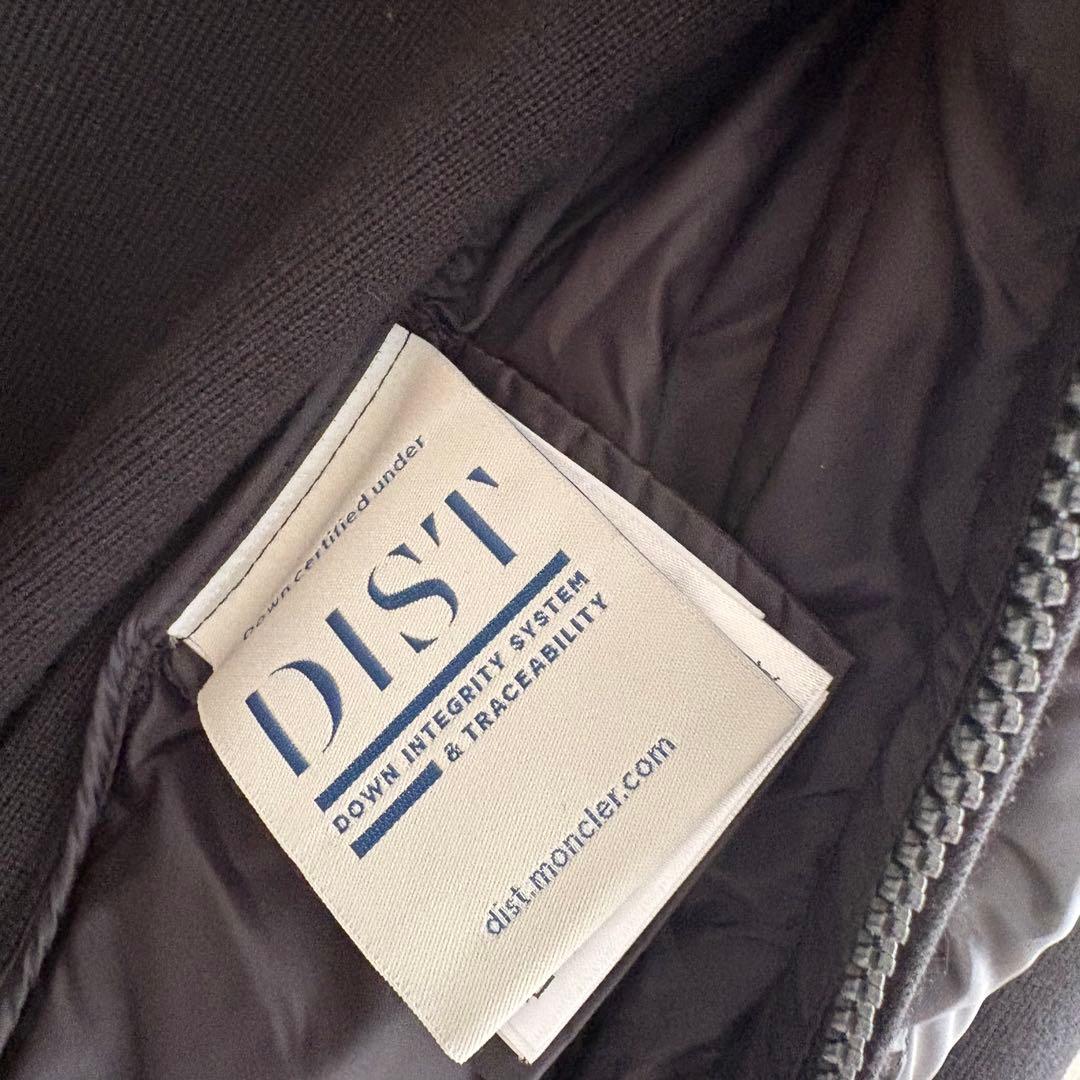 Down certified under
DIST
DOWN INTEGRITY SYSTEM
& TRACEABILITY
dist.moncler.com